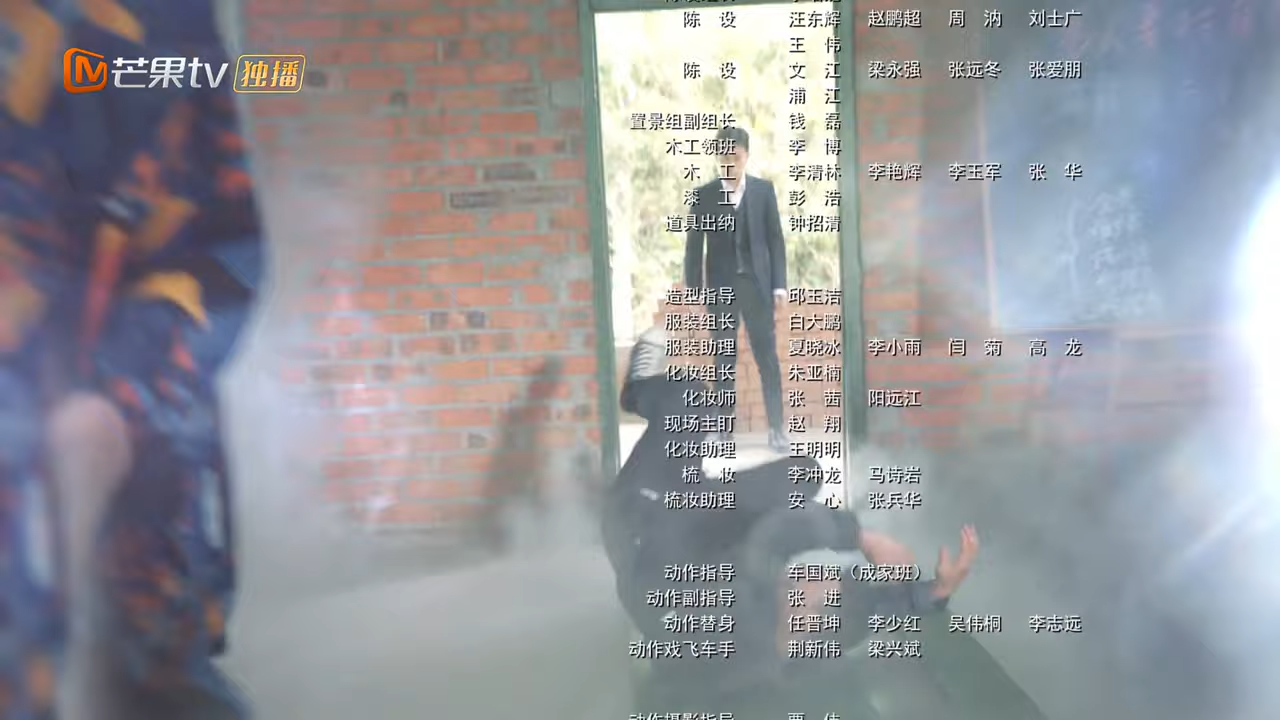 芒果tv 独播
陈　设 汪东辉 赵鹏超 周　汭 刘士广
王　伟
陈　设 文　江 梁永强 张远冬 张爱朋
浦　江
置景组副组长 钱　磊
木工领班 李　博
木　工 李清林 李艳辉 李玉军 张　华
漆　工 彭　浩
道具出纳 钟招清
造型指导 邱玉洁
服装组长 白大鹏
服装助理 夏晓冰 李小雨 闫　菊 高　龙
化妆组长 朱亚楠
化妆师 张　茜 阳远江
现场主盯 赵　翔
化妆助理 王明明
梳　妆 李冲龙 马诗岩
梳妆助理 安　心 张兵华
动作指导 车国斌（成家班）
动作副指导 张　进
动作替身 任晋坤 李少红 吴伟桐 李志远
动作戏飞车手 荆新伟 梁兴斌
动作摄影指导